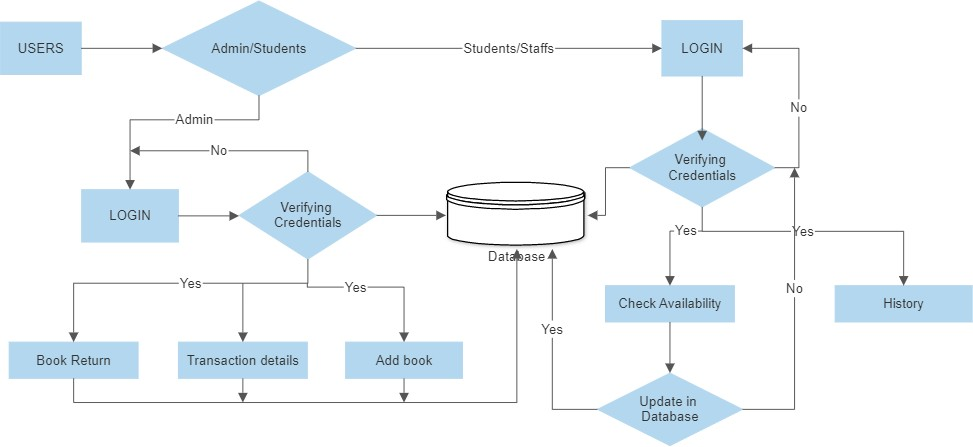 USERS
Admin/Students
Students/Staffs
LOGIN
No
Admin
No
Verifying
Credentials
LOGIN
Verifying
Credentials
Yes
Yes
Database
Yes
Yes
No
Check Availability
History
Yes
Book Return
Transaction details
Add book
Update in
Database